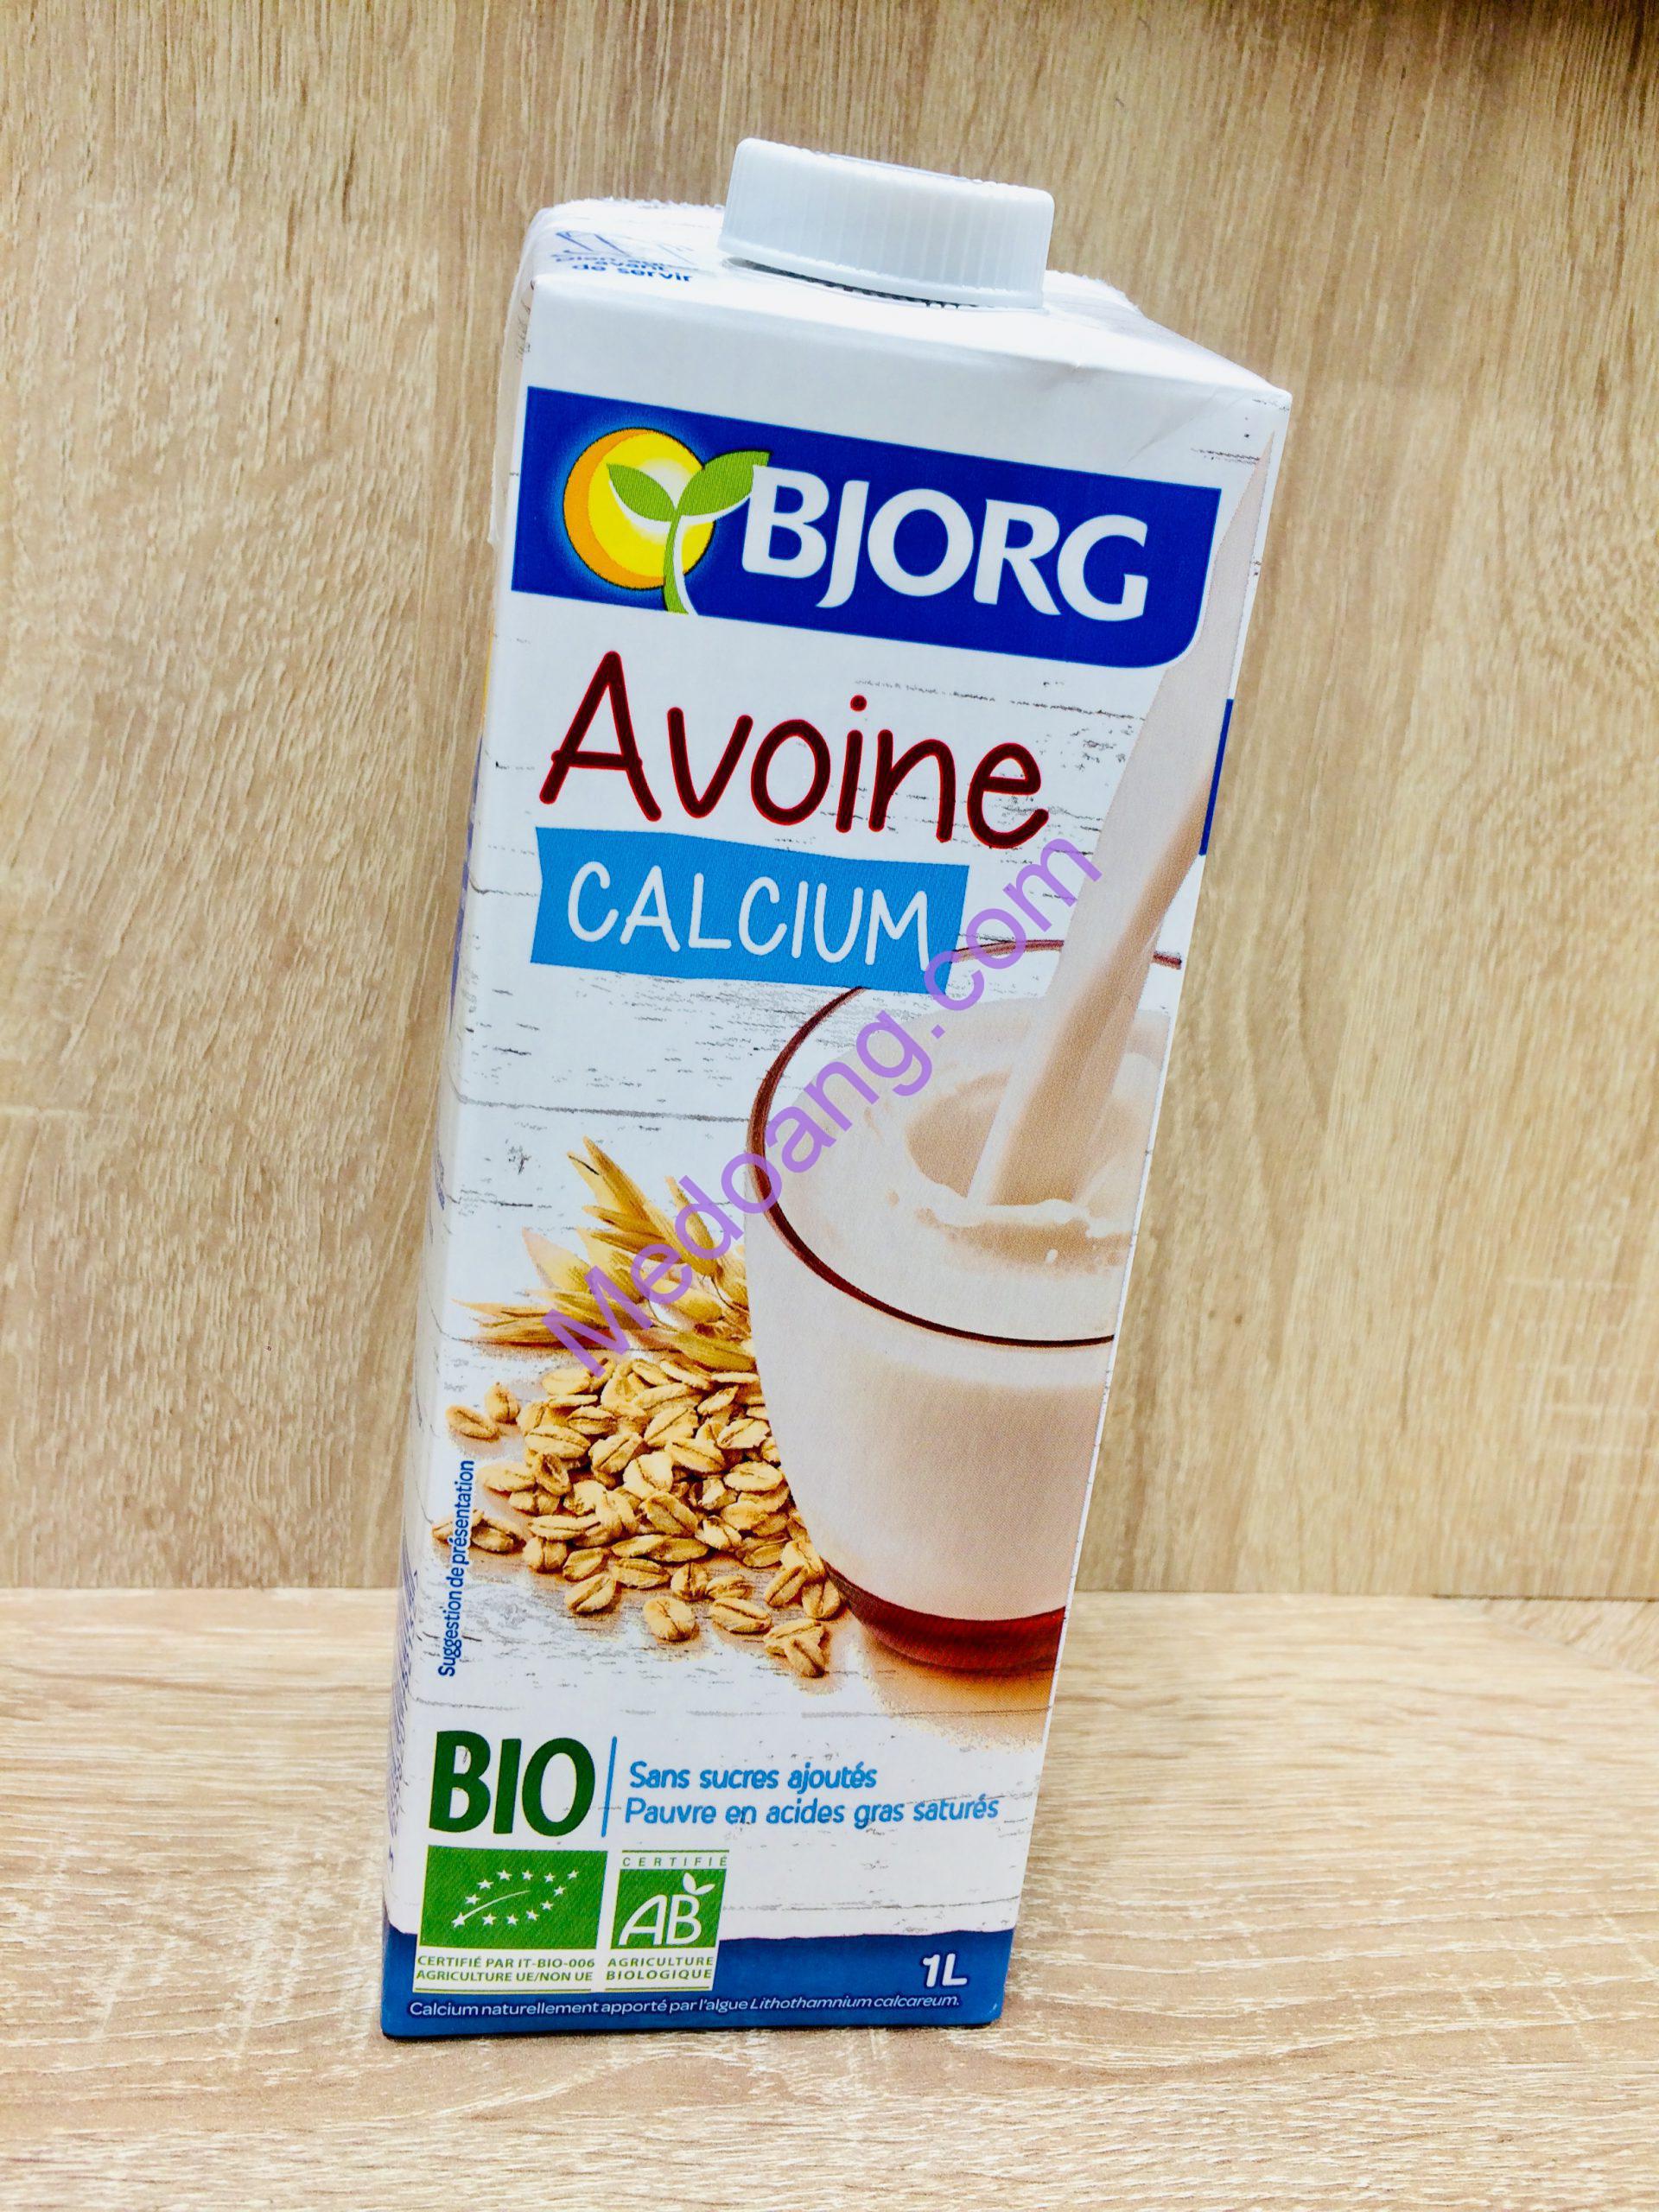 avant
de servir
BJORG
Avoine
CALCIUM
Medoang.com
Suggestion de présentation
BIO
Sans sucres ajoutés
Pauvre en acides gras saturés
CERTIFIÉ
AB
CERTIFIÉ PAR IT-BIO-006
AGRICULTURE UE/NON UE
AGRICULTURE
BIOLOGIQUE
1L
Calcium naturellement apporté par l'algue Lithothamnium calcareum.